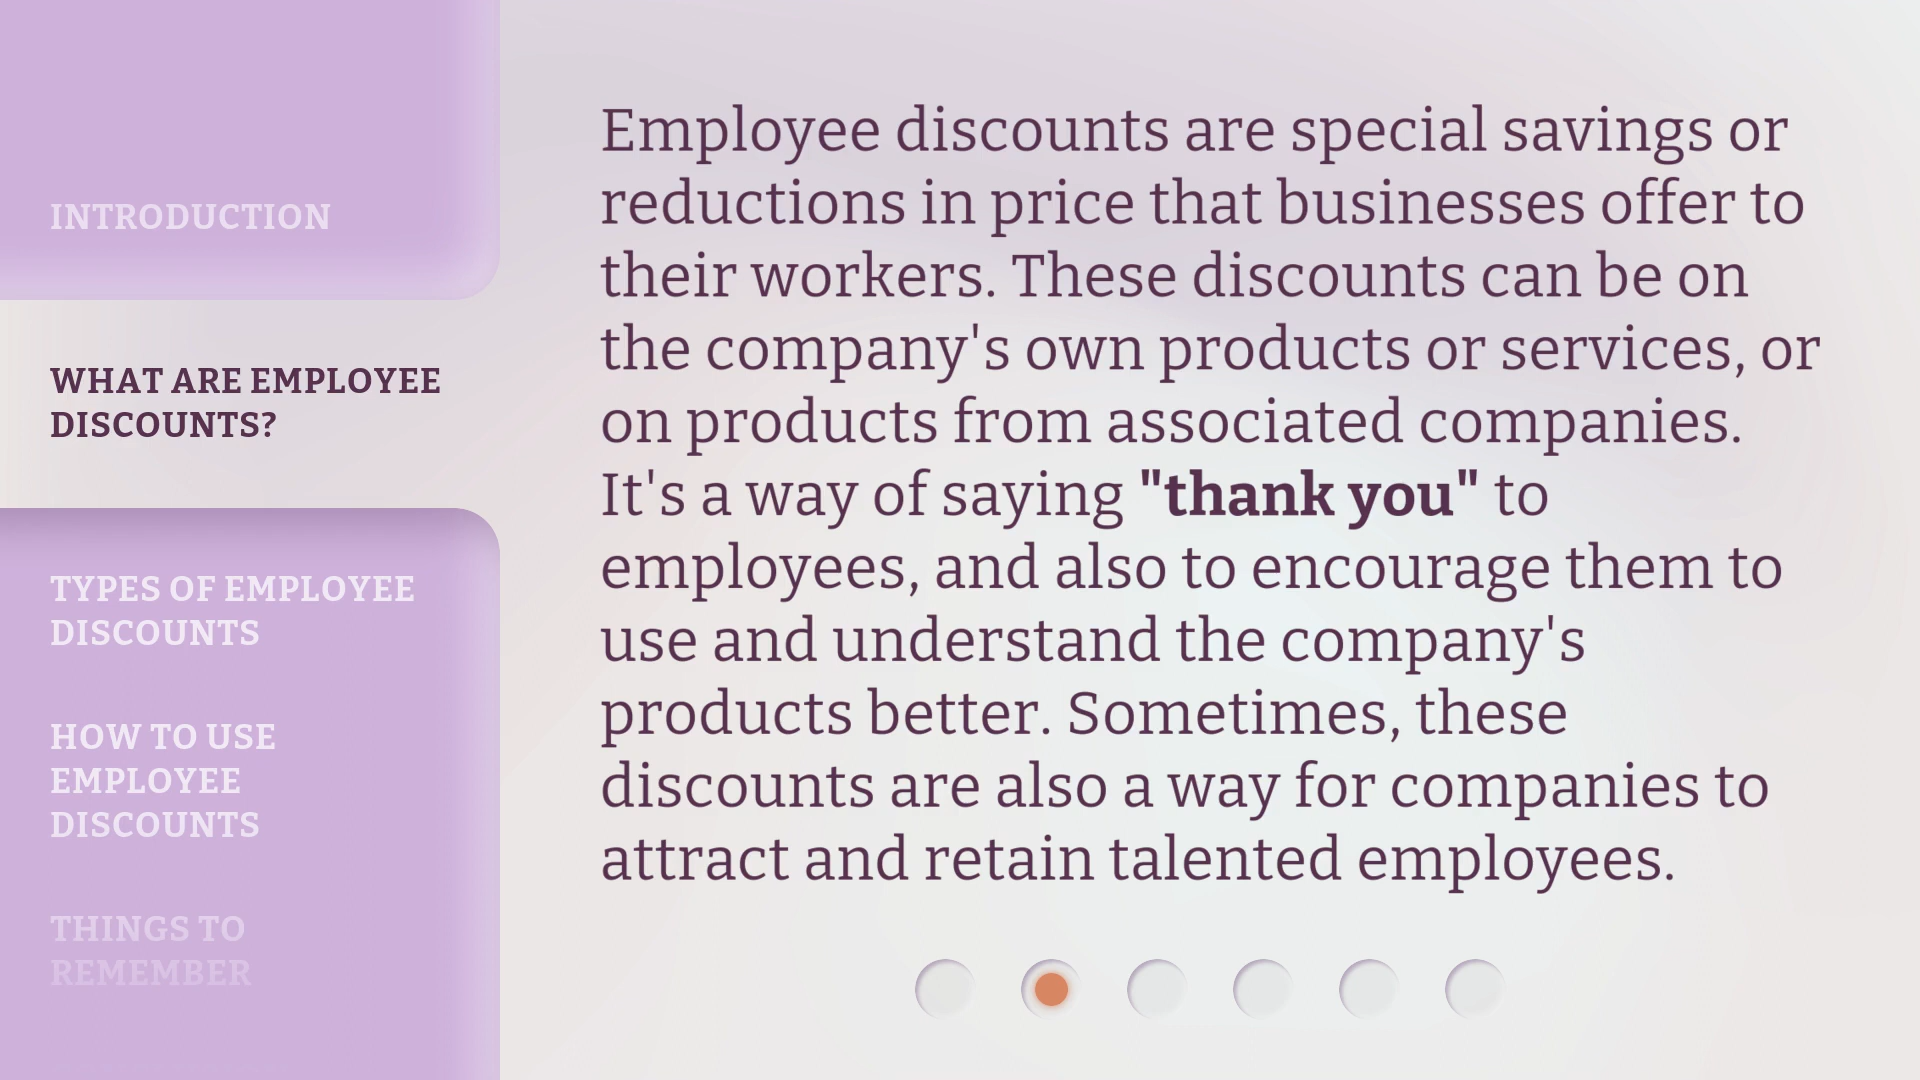 INTRODUCTION
WHAT ARE EMPLOYEE
DISCOUNTS?
TYPES OF EMPLOYEE
DISCOUNTS
HOW TO USE
EMPLOYEE
DISCOUNTS
THINGS TO
REMEMBER
Employee discounts are special savings or
reductions in price that businesses offer to
their workers. These discounts can be on
the company's own products or services, or
on products from associated companies.
It's a way of saying "thank you" to
employees, and also to encourage them to
use and understand the company's
products better. Sometimes, these
discounts are also a way for companies to
attract and retain talented employees.